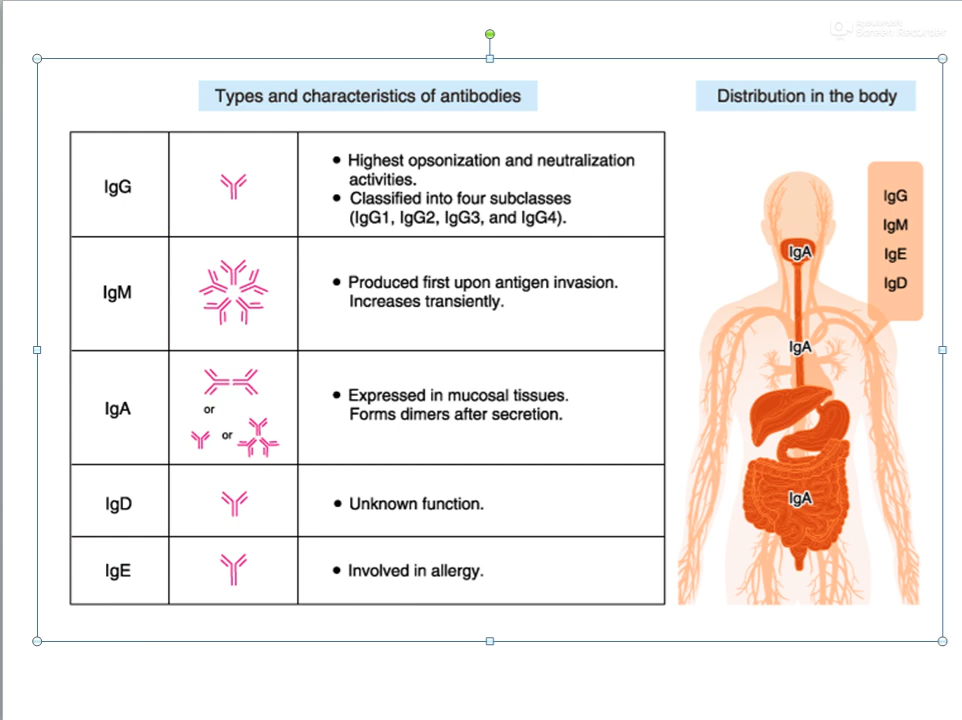 Screen Recorder
Types and characteristics of antibodies
Distribution in the body
IgG
• Highest opsonization and neutralization
activities.
• Classified into four subclasses
(IgG1, IgG2, IgG3, and IgG4).
IgM
• Produced first upon antigen invasion.
Increases transiently.
IgA
or
or
• Expressed in mucosal tissues.
Forms dimers after secretion.
IgD
• Unknown function.
IgE
• Involved in allergy.
IgG
IgM
IgE
IgD
IgA
IgA
IgA